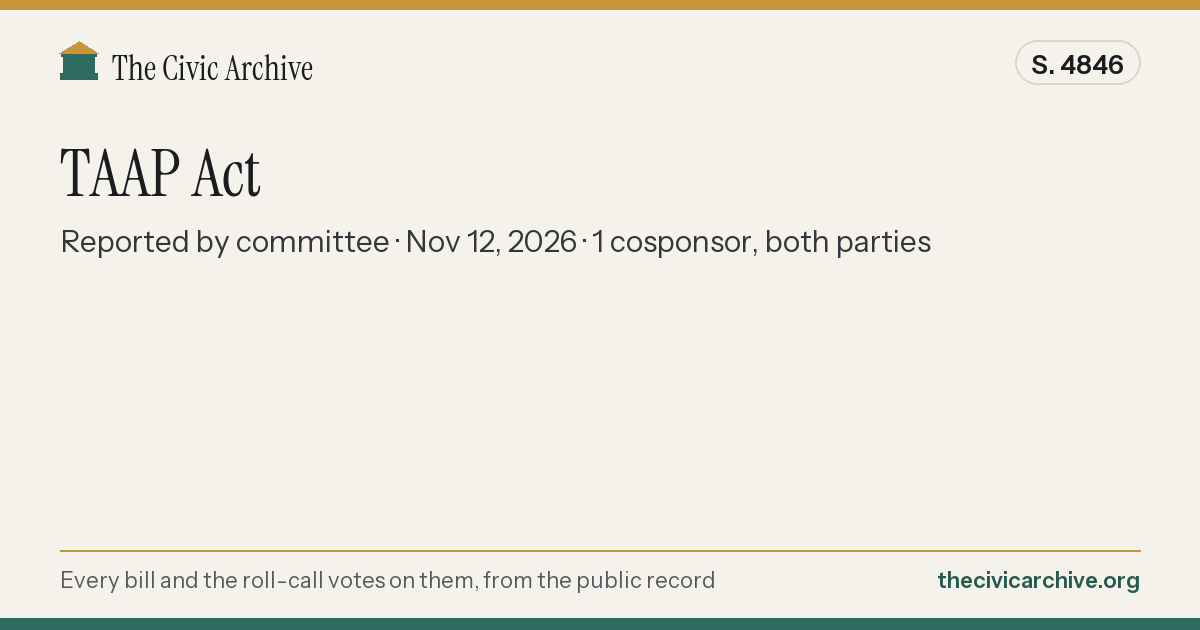 The Civic Archive
S. 4846
TAAP Act
Reported by committee · Nov 12, 2026 · 1 cosponsor, both parties
Every bill and the roll-call votes on them, from the public record
thecivicarchive.org